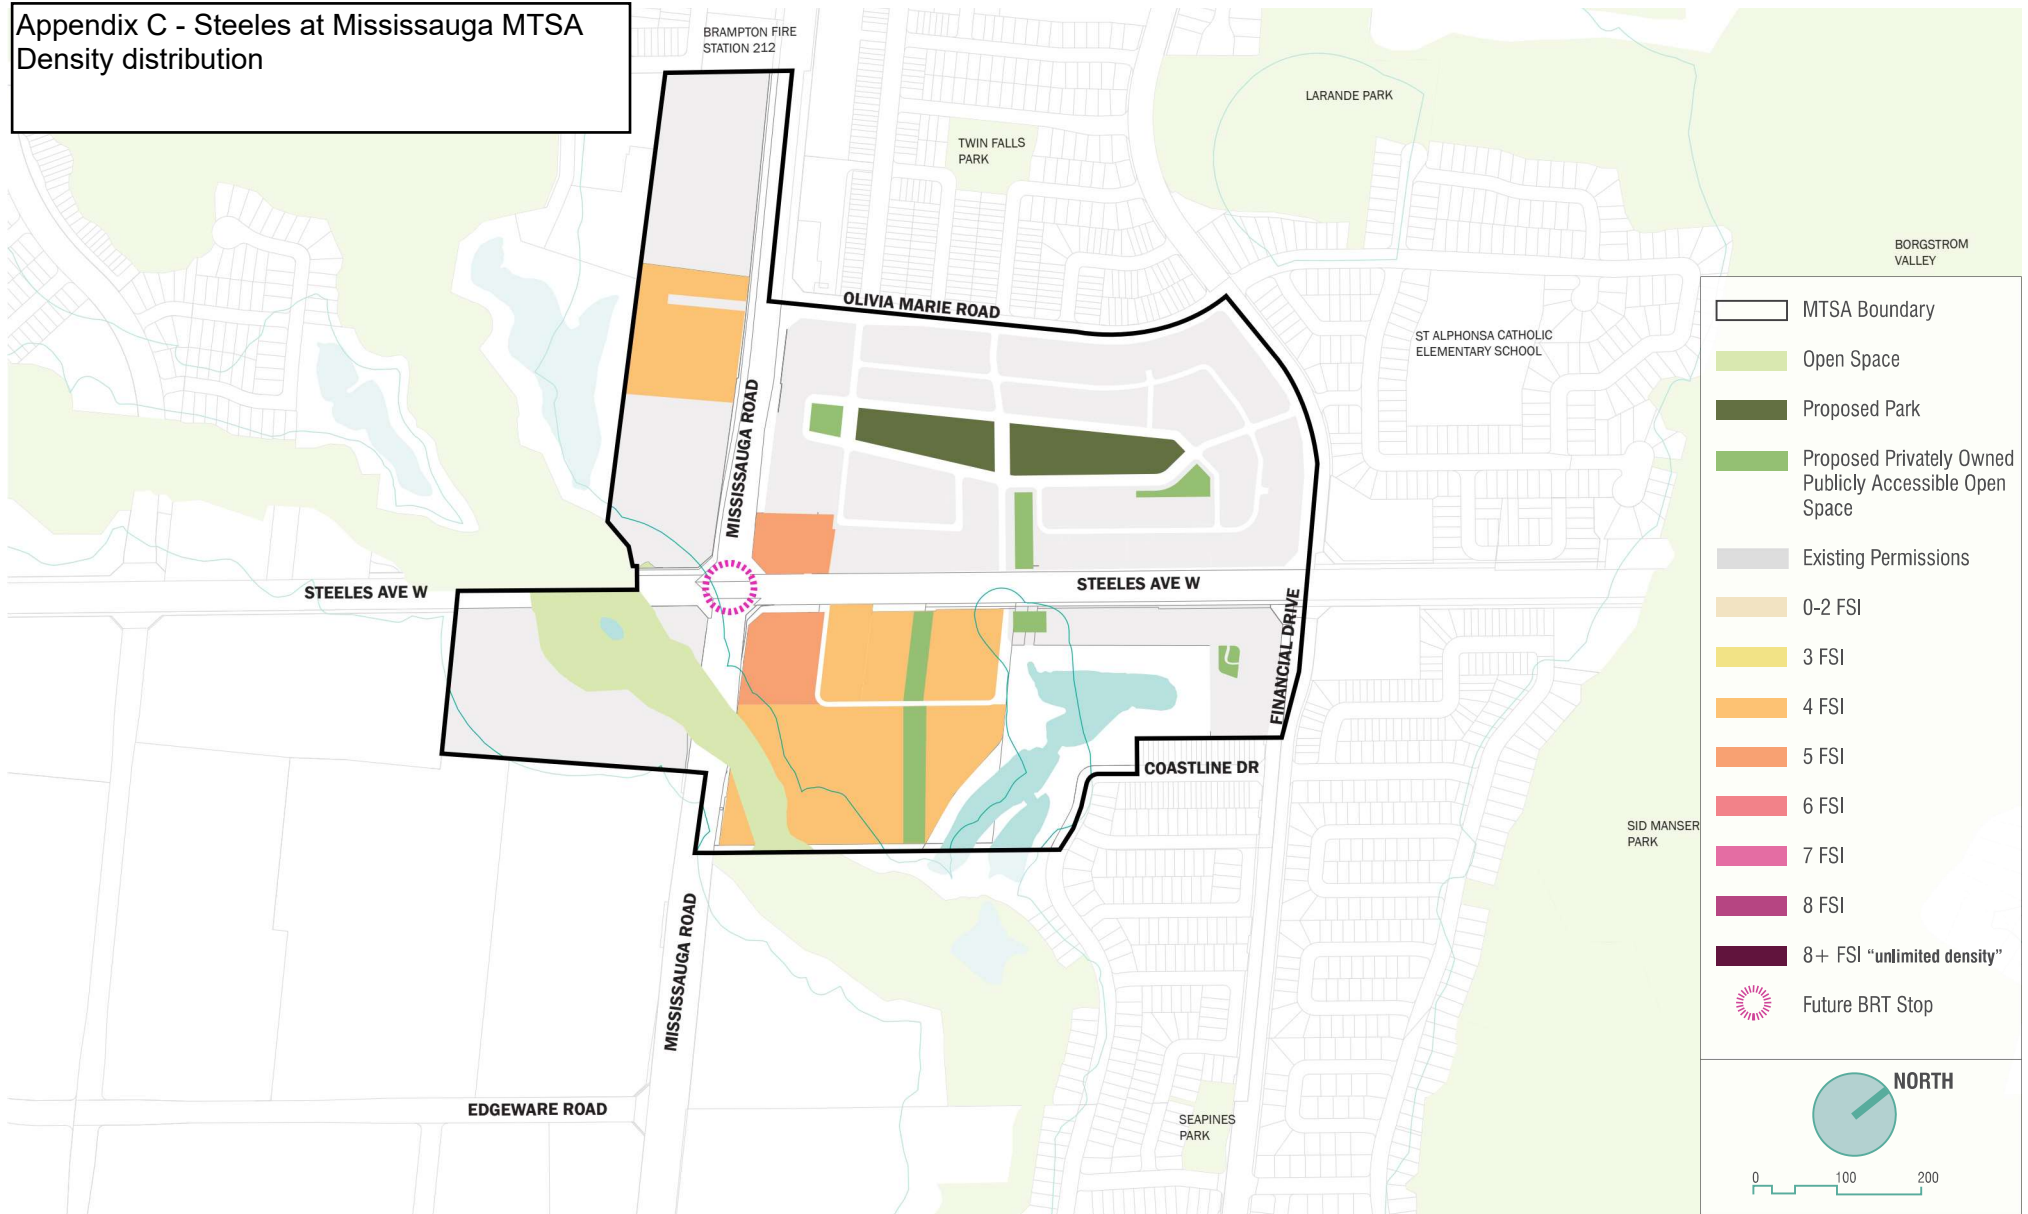 Appendix C - Steeles at Mississauga MTSA
Density distribution
BRAMPTON FIRE
STATION 212
LARANDE PARK
TWIN FALLS
PARK
BORGSTROM
VALLEY
OLIVIA MARIE ROAD
ST ALPHONSA CATHOLIC
ELEMENTARY SCHOOL
MISSISSAUGA ROAD
STEELES AVE W
STEELES AVE W
FINANCIAL DRIVE
COASTLINE DR
SID MANSER
PARK
MISSISSAUGA ROAD
EDGEWARE ROAD
SEAPINES
PARK
MTSA Boundary
Open Space
Proposed Park
Proposed Privately Owned
Publicly Accessible Open
Space
Existing Permissions
0-2 FSI
3 FSI
4 FSI
5 FSI
6 FSI
7 FSI
8 FSI
8+ FSI “unlimited density”
Future BRT Stop
NORTH
0 100 200